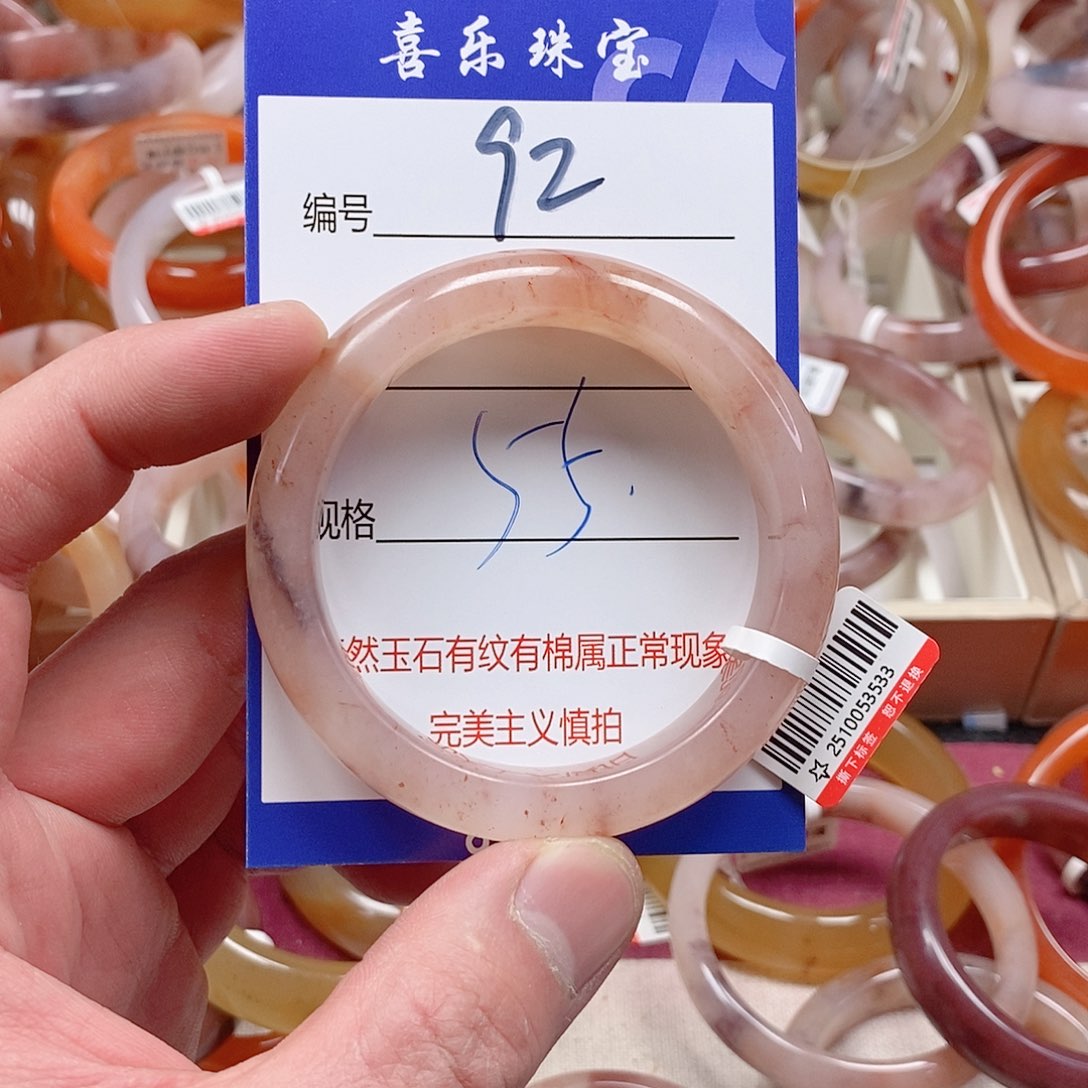 喜乐珠宝
编号 92
规格 55.
然玉石有纹有棉属正常现象
完美主义慎拍
2510053533
撕下标签 恕不退换